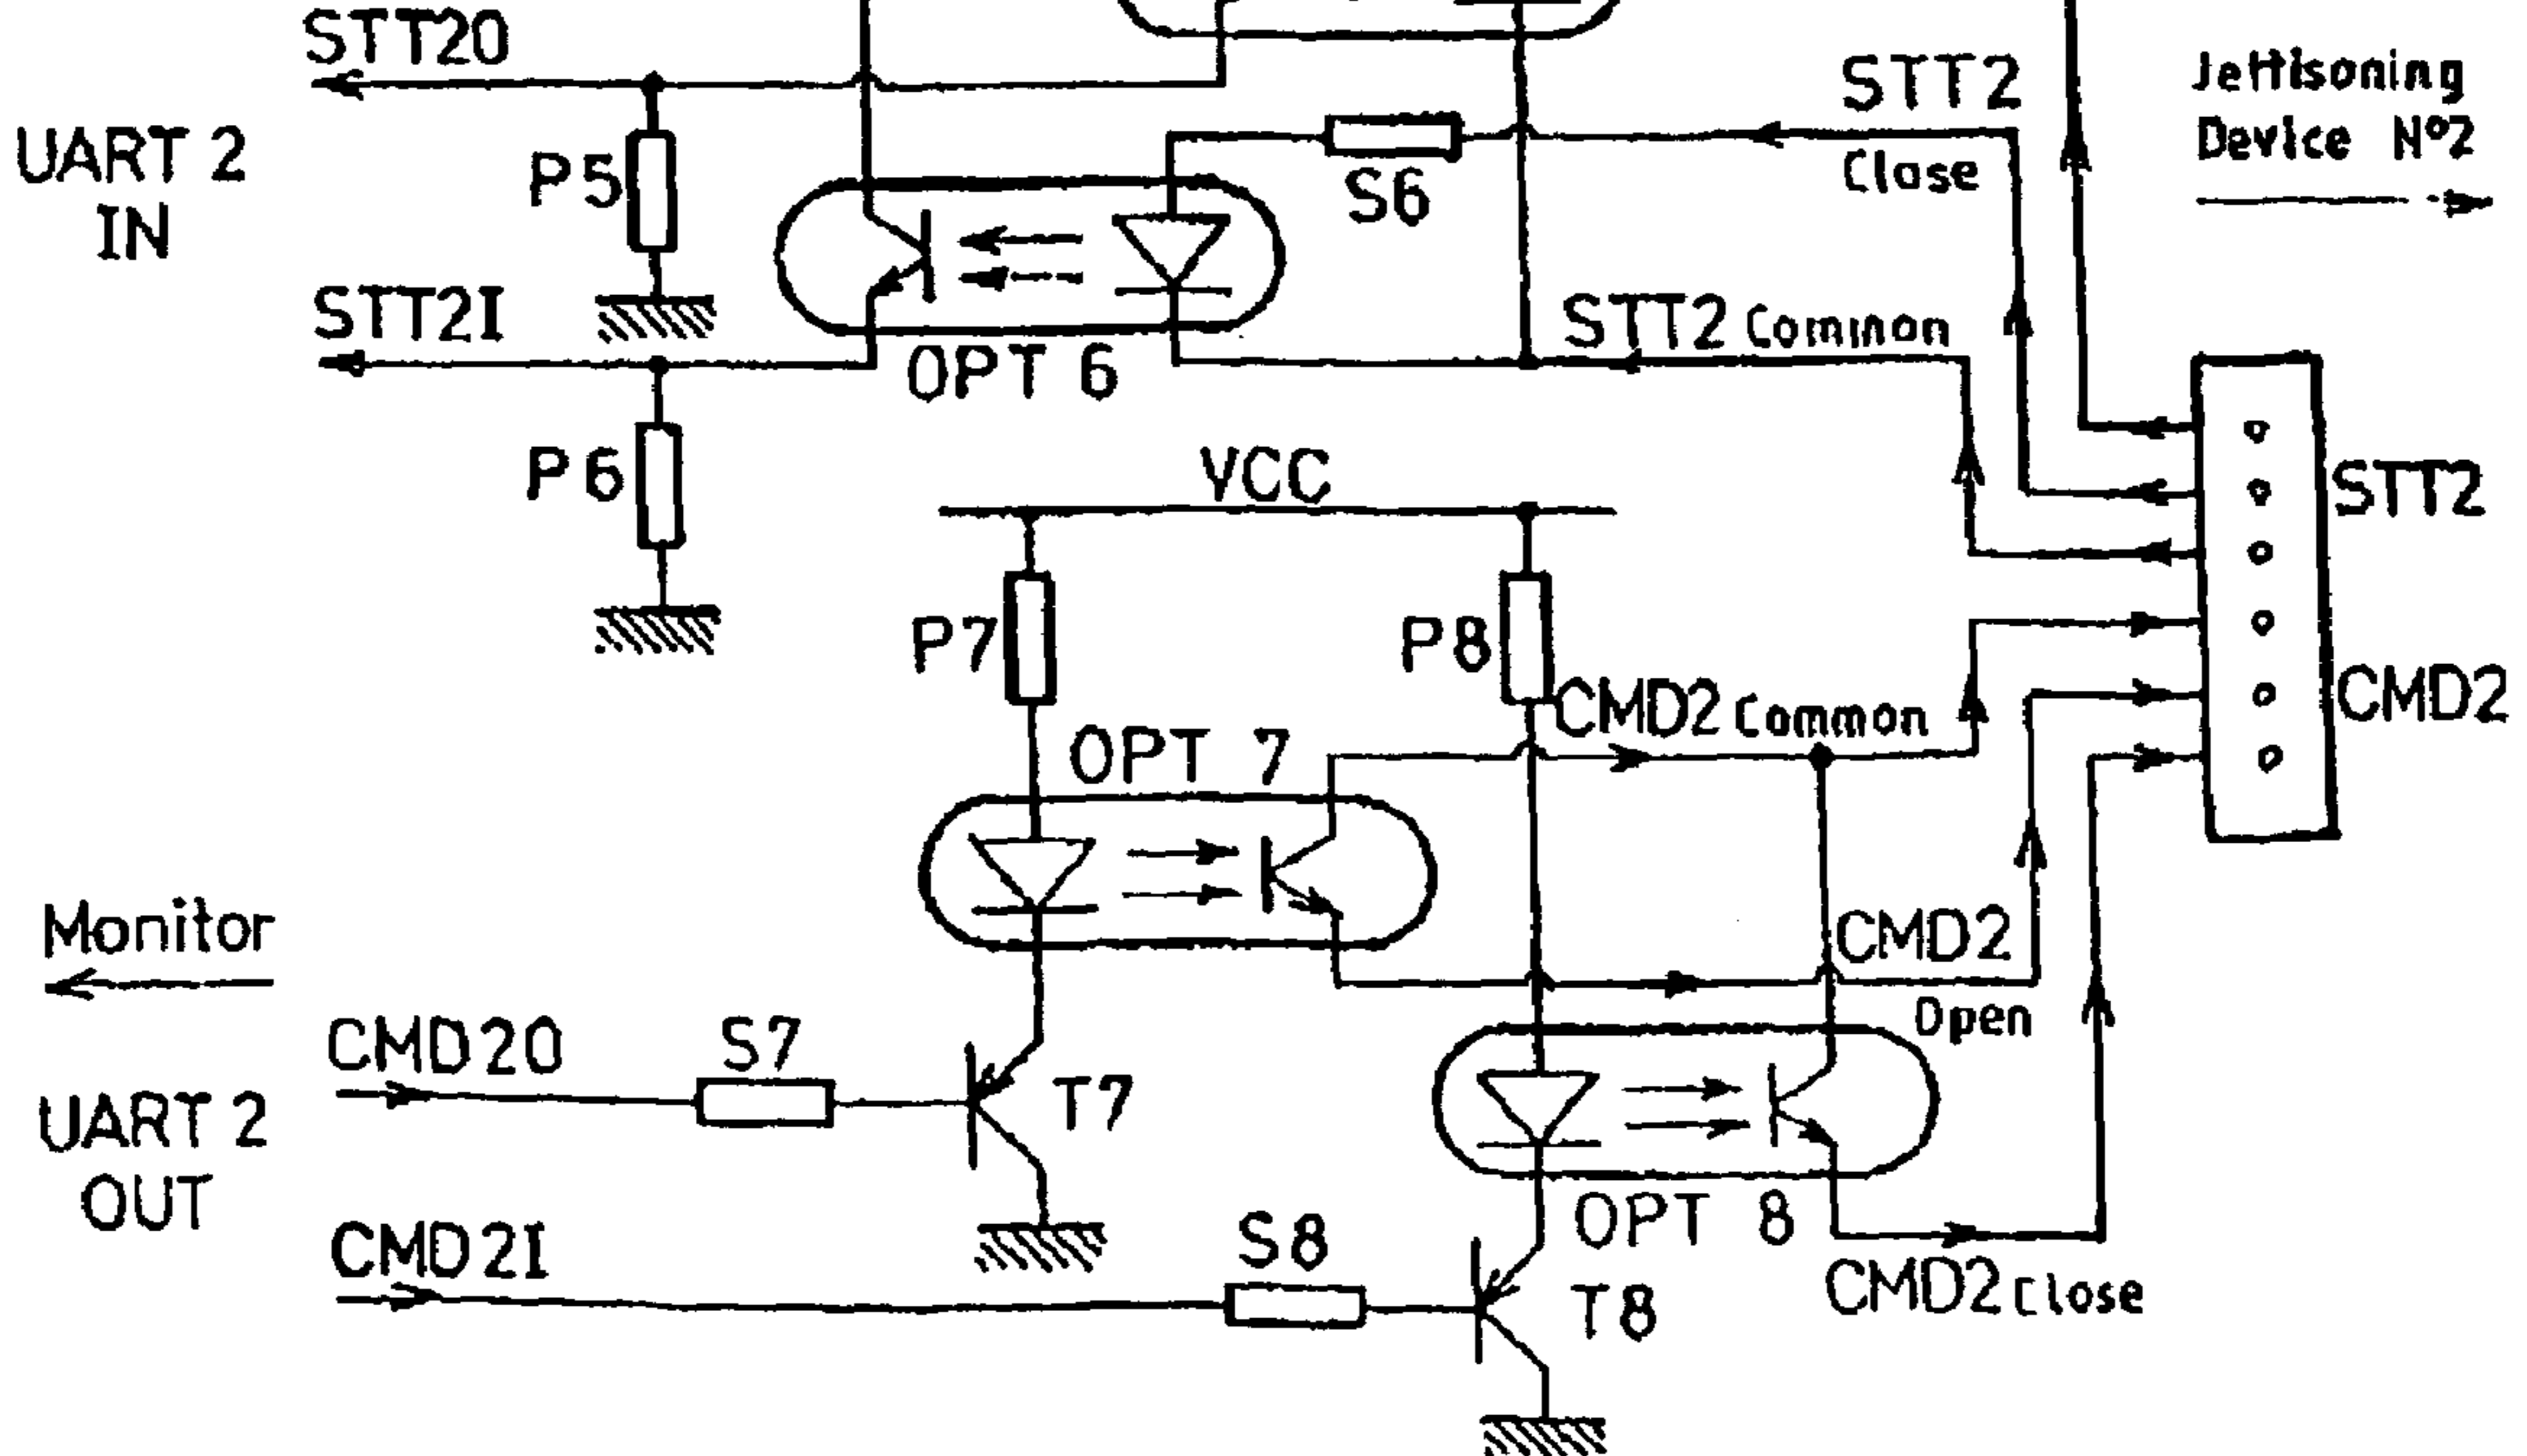 STT20
STT2
Close
Jettisoning
Device Nº2
UART 2
IN
P5
S6
STT2I
OPT 6
STT2 Common
P6
VCC
STT2
P7
P8
CMD2 Common
CMD2
OPT 7
Monitor
CMD2
Open
CMD20
S7
T7
UART 2
OUT
CMD2I
S8
OPT 8
T8
CMD2 Close